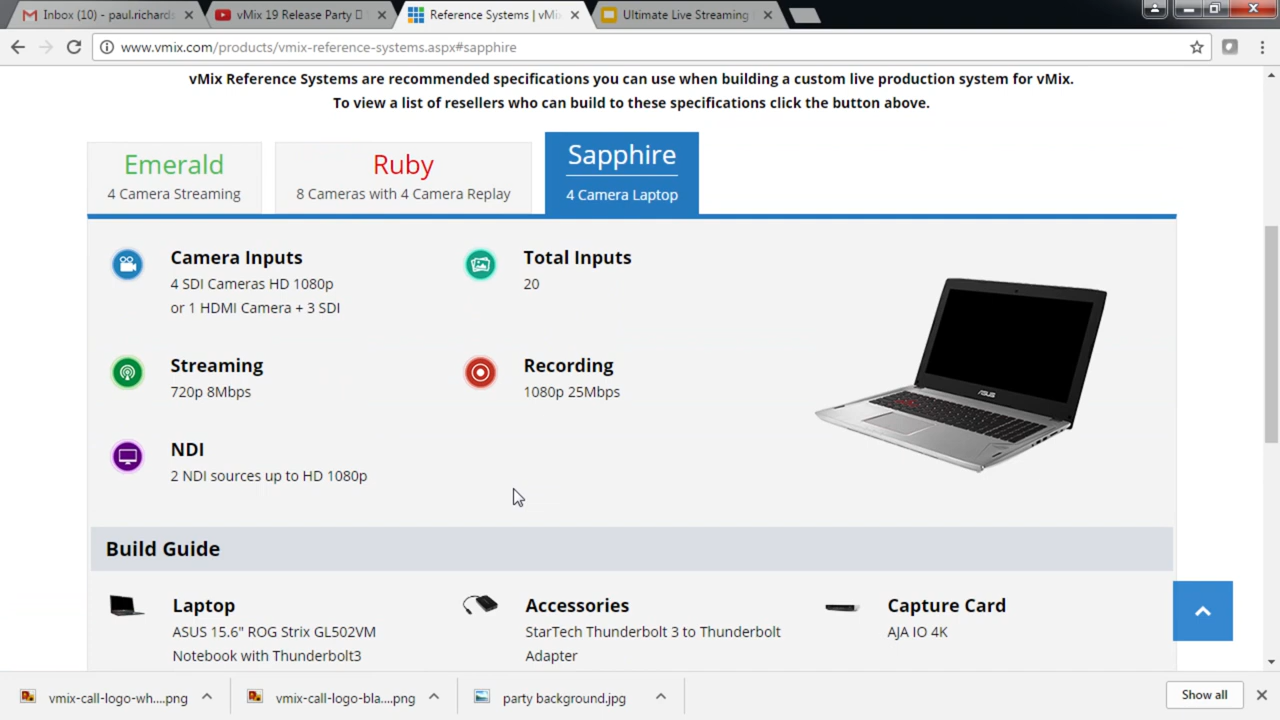 Inbox (10) - paul.richards
vMix 19 Release Party
Reference Systems | vMix
Ultimate Live Streaming
www.vmix.com/products/vmix-reference-systems.aspx#sapphire
vMix Reference Systems are recommended specifications you can use when building a custom live production system for vMix.
To view a list of resellers who can build to these specifications click the button above.
Emerald
4 Camera Streaming
Ruby
8 Cameras with 4 Camera Replay
Sapphire
4 Camera Laptop
Camera Inputs
4 SDI Cameras HD 1080p
or 1 HDMI Camera + 3 SDI
Total Inputs
20
Streaming
720p 8Mbps
Recording
1080p 25Mbps
NDI
2 NDI sources up to HD 1080p
ASUS
Build Guide
Laptop
ASUS 15.6" ROG Strix GL502VM
Notebook with Thunderbolt3
Accessories
StarTech Thunderbolt 3 to Thunderbolt
Adapter
Capture Card
AJA IO 4K
vmix-call-logo-wh....png
vmix-call-logo-bla....png
party background.jpg
Show all